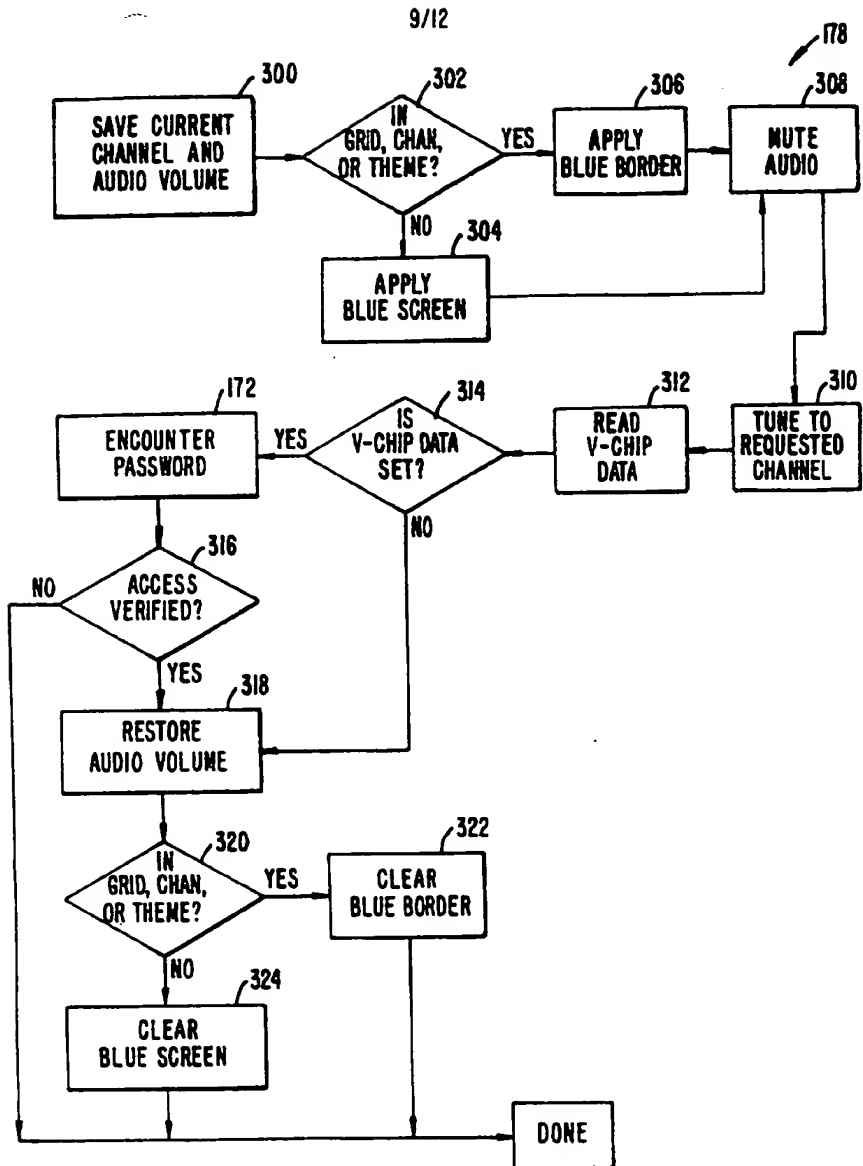 9/12
178
300
SAVE CURRENT
CHANNEL AND
AUDIO VOLUME
302
IN
GRID, CHAN,
OR THEME?
YES
NO
306
APPLY
BLUE BORDER
308
MUTE
AUDIO
304
APPLY
BLUE SCREEN
310
TUNE TO
REQUESTED
CHANNEL
312
READ
V-CHIP
DATA
314
IS
V-CHIP DATA
SET?
YES
NO
172
ENCOUNTER
PASSWORD
316
ACCESS
VERIFIED?
NO
YES
318
RESTORE
AUDIO VOLUME
320
IN
GRID, CHAN,
OR THEME?
YES
NO
322
CLEAR
BLUE BORDER
324
CLEAR
BLUE SCREEN
DONE